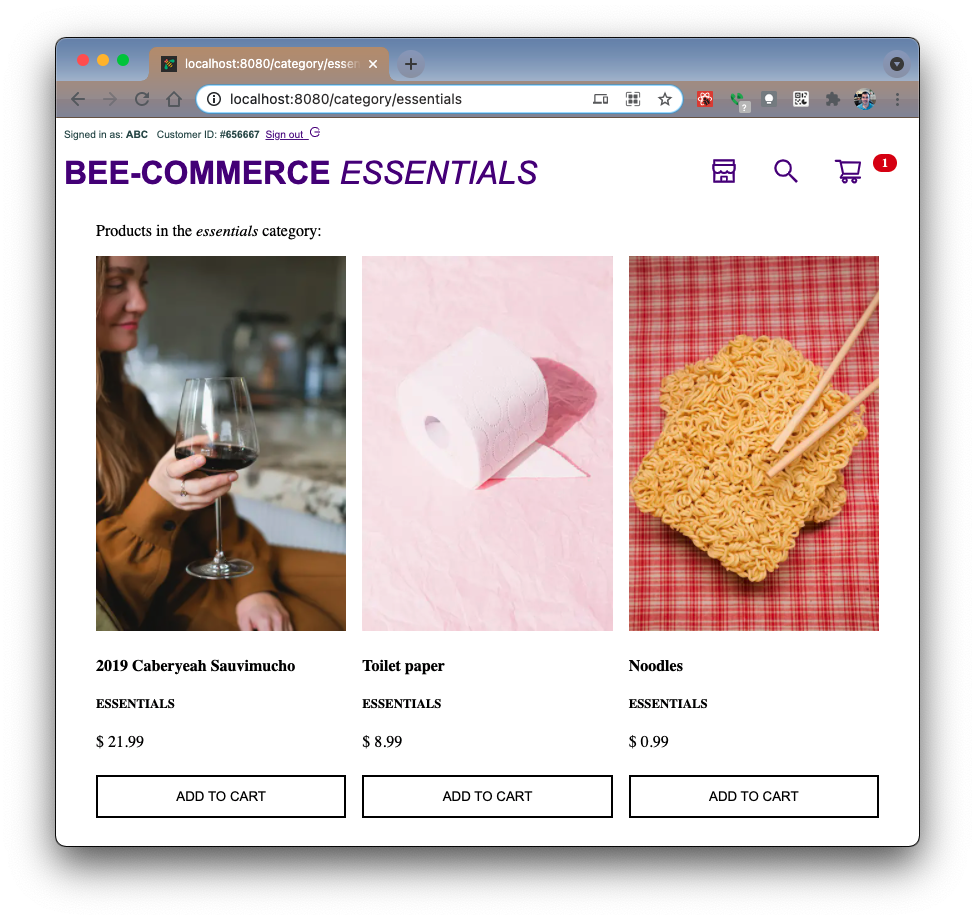 localhost:8080/category/essen
localhost:8080/category/essentials
?
Signed in as: ABC Customer ID: #656667 Sign out
BEE-COMMERCE ESSENTIALS
1
Products in the essentials category:
2019 Caberyeah Sauvimucho
ESSENTIALS
$ 21.99
ADD TO CART
Toilet paper
ESSENTIALS
$ 8.99
ADD TO CART
Noodles
ESSENTIALS
$ 0.99
ADD TO CART